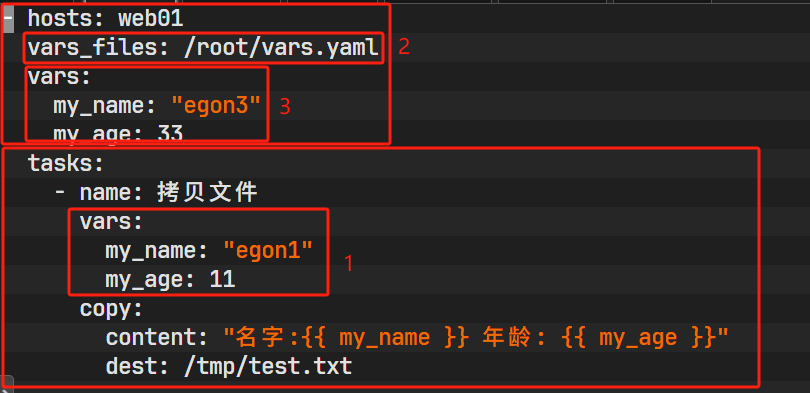 - hosts: web01
vars_files: /root/vars.yaml 2
vars:
my_name: "egon3" 3
my_age: 33
tasks:
- name: 拷贝文件
vars:
my_name: "egon1"
my_age: 11 1
copy:
content: "名字:{{ my_name }} 年龄: {{ my_age }}"
dest: /tmp/test.txt